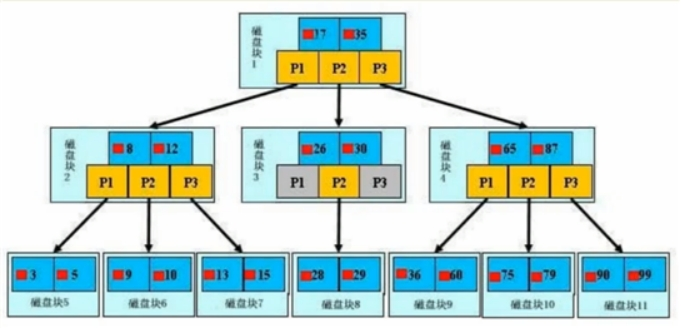 磁盘块1
17 35
P1 P2 P3
磁盘块2
8 12
P1 P2 P3
磁盘块3
26 30
P1 P2 P3
磁盘块4
65 87
P1 P2 P3
3 5
磁盘块5
9 10
磁盘块6
13 15
磁盘块7
28 29
磁盘块8
36 60
磁盘块9
75 79
磁盘块10
90 99
磁盘块11